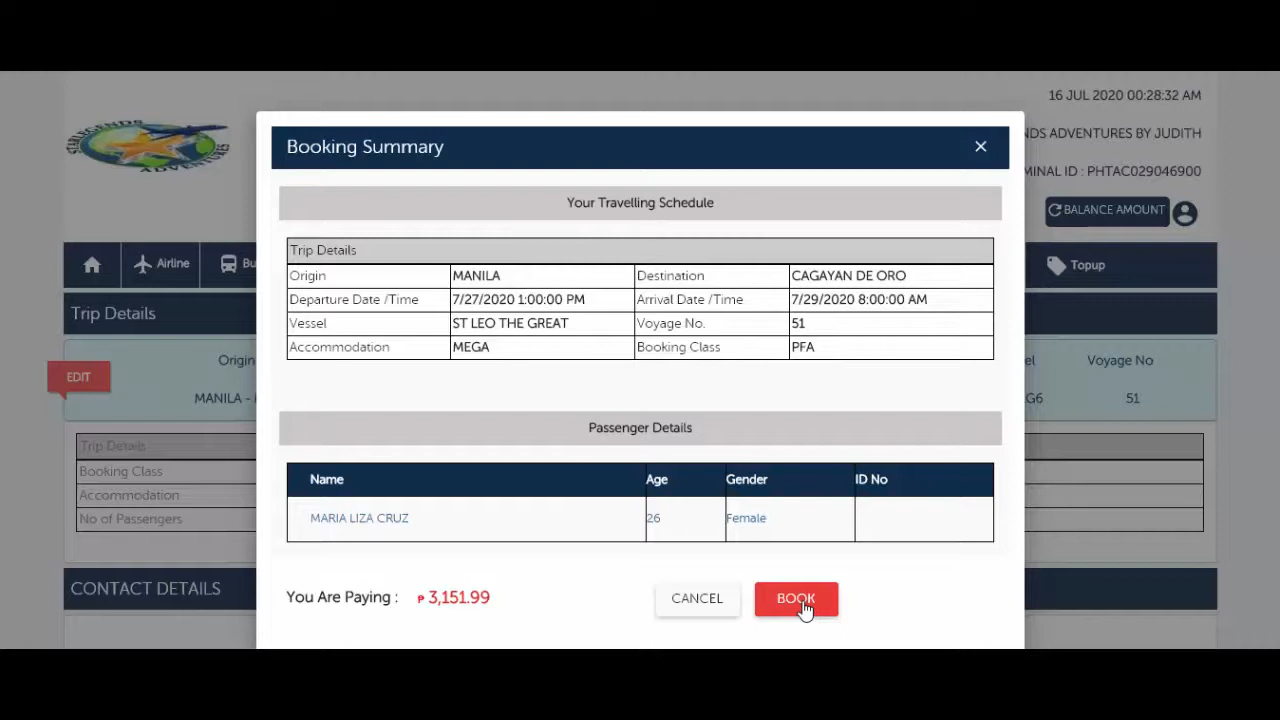 16 JUL 2020 00:28:32 AM
NDS ADVENTURES BY JUDITH
MINAL ID : PHTAC029046900
STARLEGENDS
ADVENTURES
BALANCE AMOUNT
Airline
Bu
Topup
Trip Details
EDIT
Origin
MANILA -
el
Voyage No
G6
51
Trip Details
Booking Class
Accommodation
No of Passengers
CONTACT DETAILS
Booking Summary
Your Travelling Schedule
Trip Details
Origin MANILA Destination CAGAYAN DE ORO
Departure Date /Time 7/27/2020 1:00:00 PM Arrival Date /Time 7/29/2020 8:00:00 AM
Vessel ST LEO THE GREAT Voyage No. 51
Accommodation MEGA Booking Class PFA
Passenger Details
Name Age Gender ID No
MARIA LIZA CRUZ 26 Female
You Are Paying : ₱ 3,151.99
CANCEL BOOK